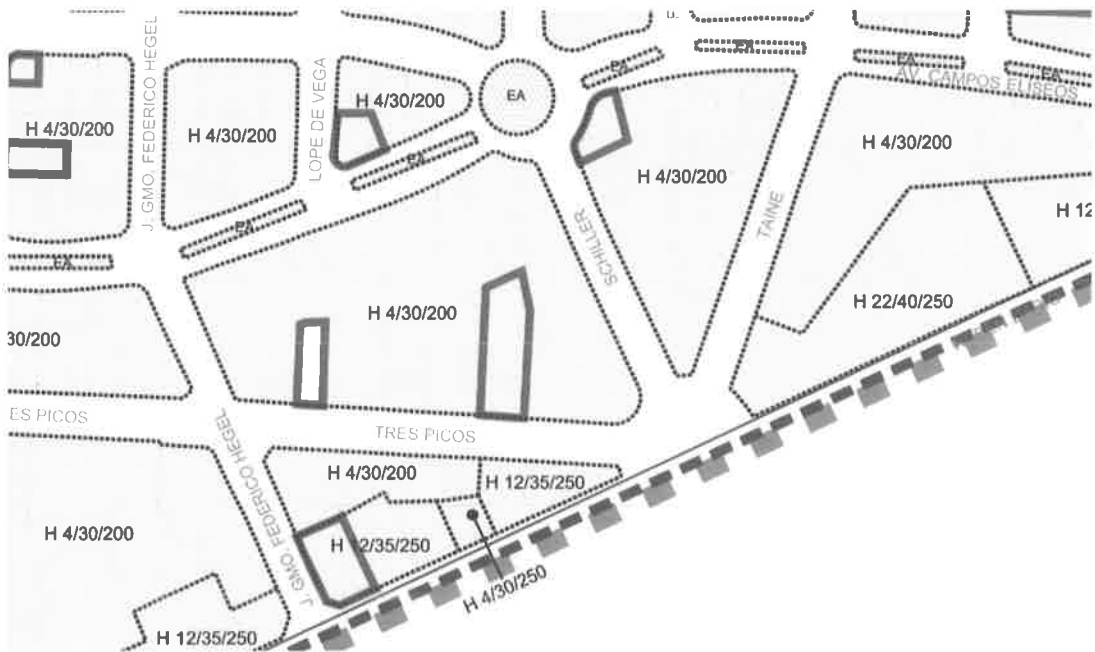 EA
EA
AV. CAMPOS ELISEOS
EA
EA
EA
H 4/30/200
J. GMO. FEDERICO HEGEL
H 4/30/200
LOPE DE VEGA
H 4/30/200
EA
H 4/30/200
H 4/30/200
TAINE
H 12
EA
EA
SCHILLER
H 22/40/250
30/200
H 4/30/200
ES PICOS
TRES PICOS
J. GMO. FEDERICO HEGEL
H 4/30/200
H 12/35/250
H 4/30/200
H 12/35/250
H 4/30/250
H 12/35/250